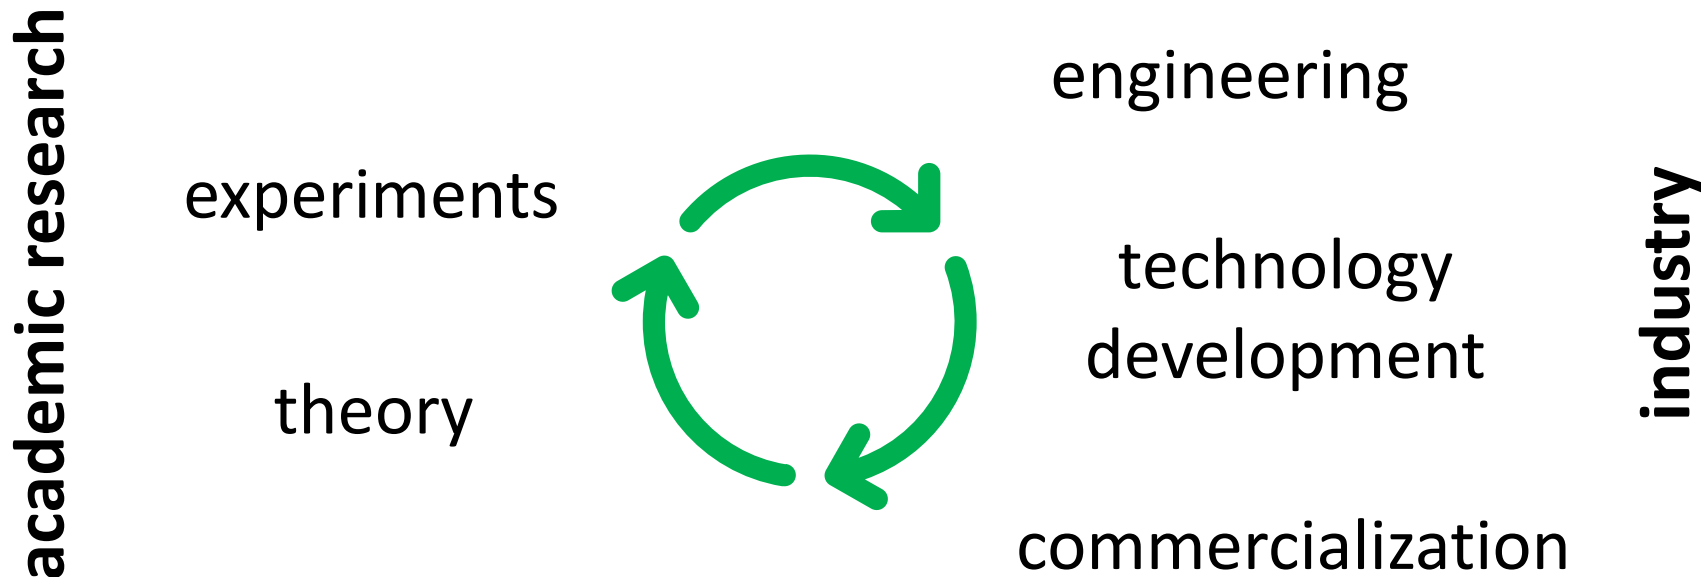 academic research
experiments
theory
engineering
technology
development
commercialization
industry